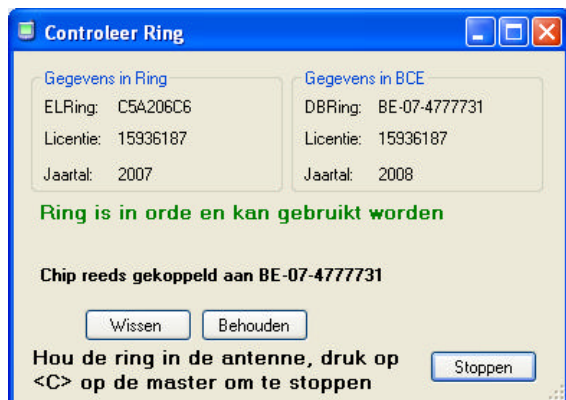 Controleer Ring
Gegevens in Ring
ELRing: C5A206C6
Licentie: 15936187
Jaartal: 2007
Gegevens in BCE
DBRing: BE-07-4777731
Licentie: 15936187
Jaartal: 2008
Ring is in orde en kan gebruikt worden
Chip reeds gekoppeld aan BE-07-4777731
Wissen
Behouden
Hou de ring in de antenne, druk op
<C> op de master om te stoppen
Stoppen